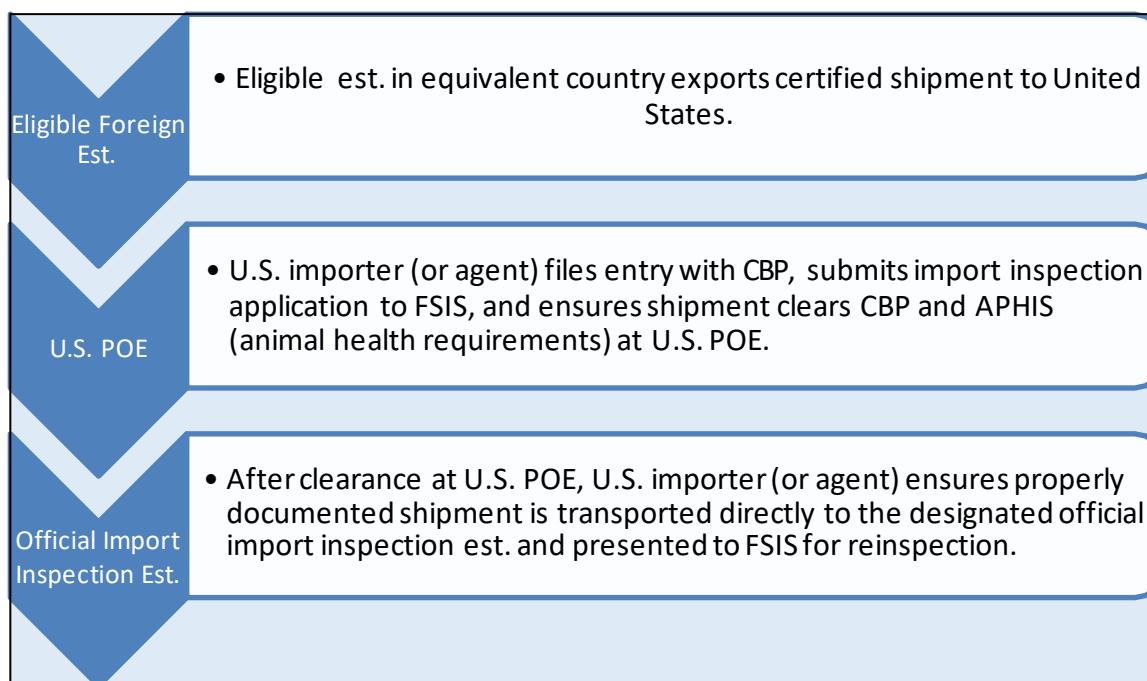 Eligible Foreign
Est.
• Eligible est. in equivalent country exports certified shipment to United
States.
U.S. POE
• U.S. importer (or agent) files entry with CBP, submits import inspection
application to FSIS, and ensures shipment clears CBP and APHIS
(animal health requirements) at U.S. POE.
Official Import
Inspection Est.
• After clearance at U.S. POE, U.S. importer (or agent) ensures properly
documented shipment is transported directly to the designated official
import inspection est. and presented to FSIS for reinspection.